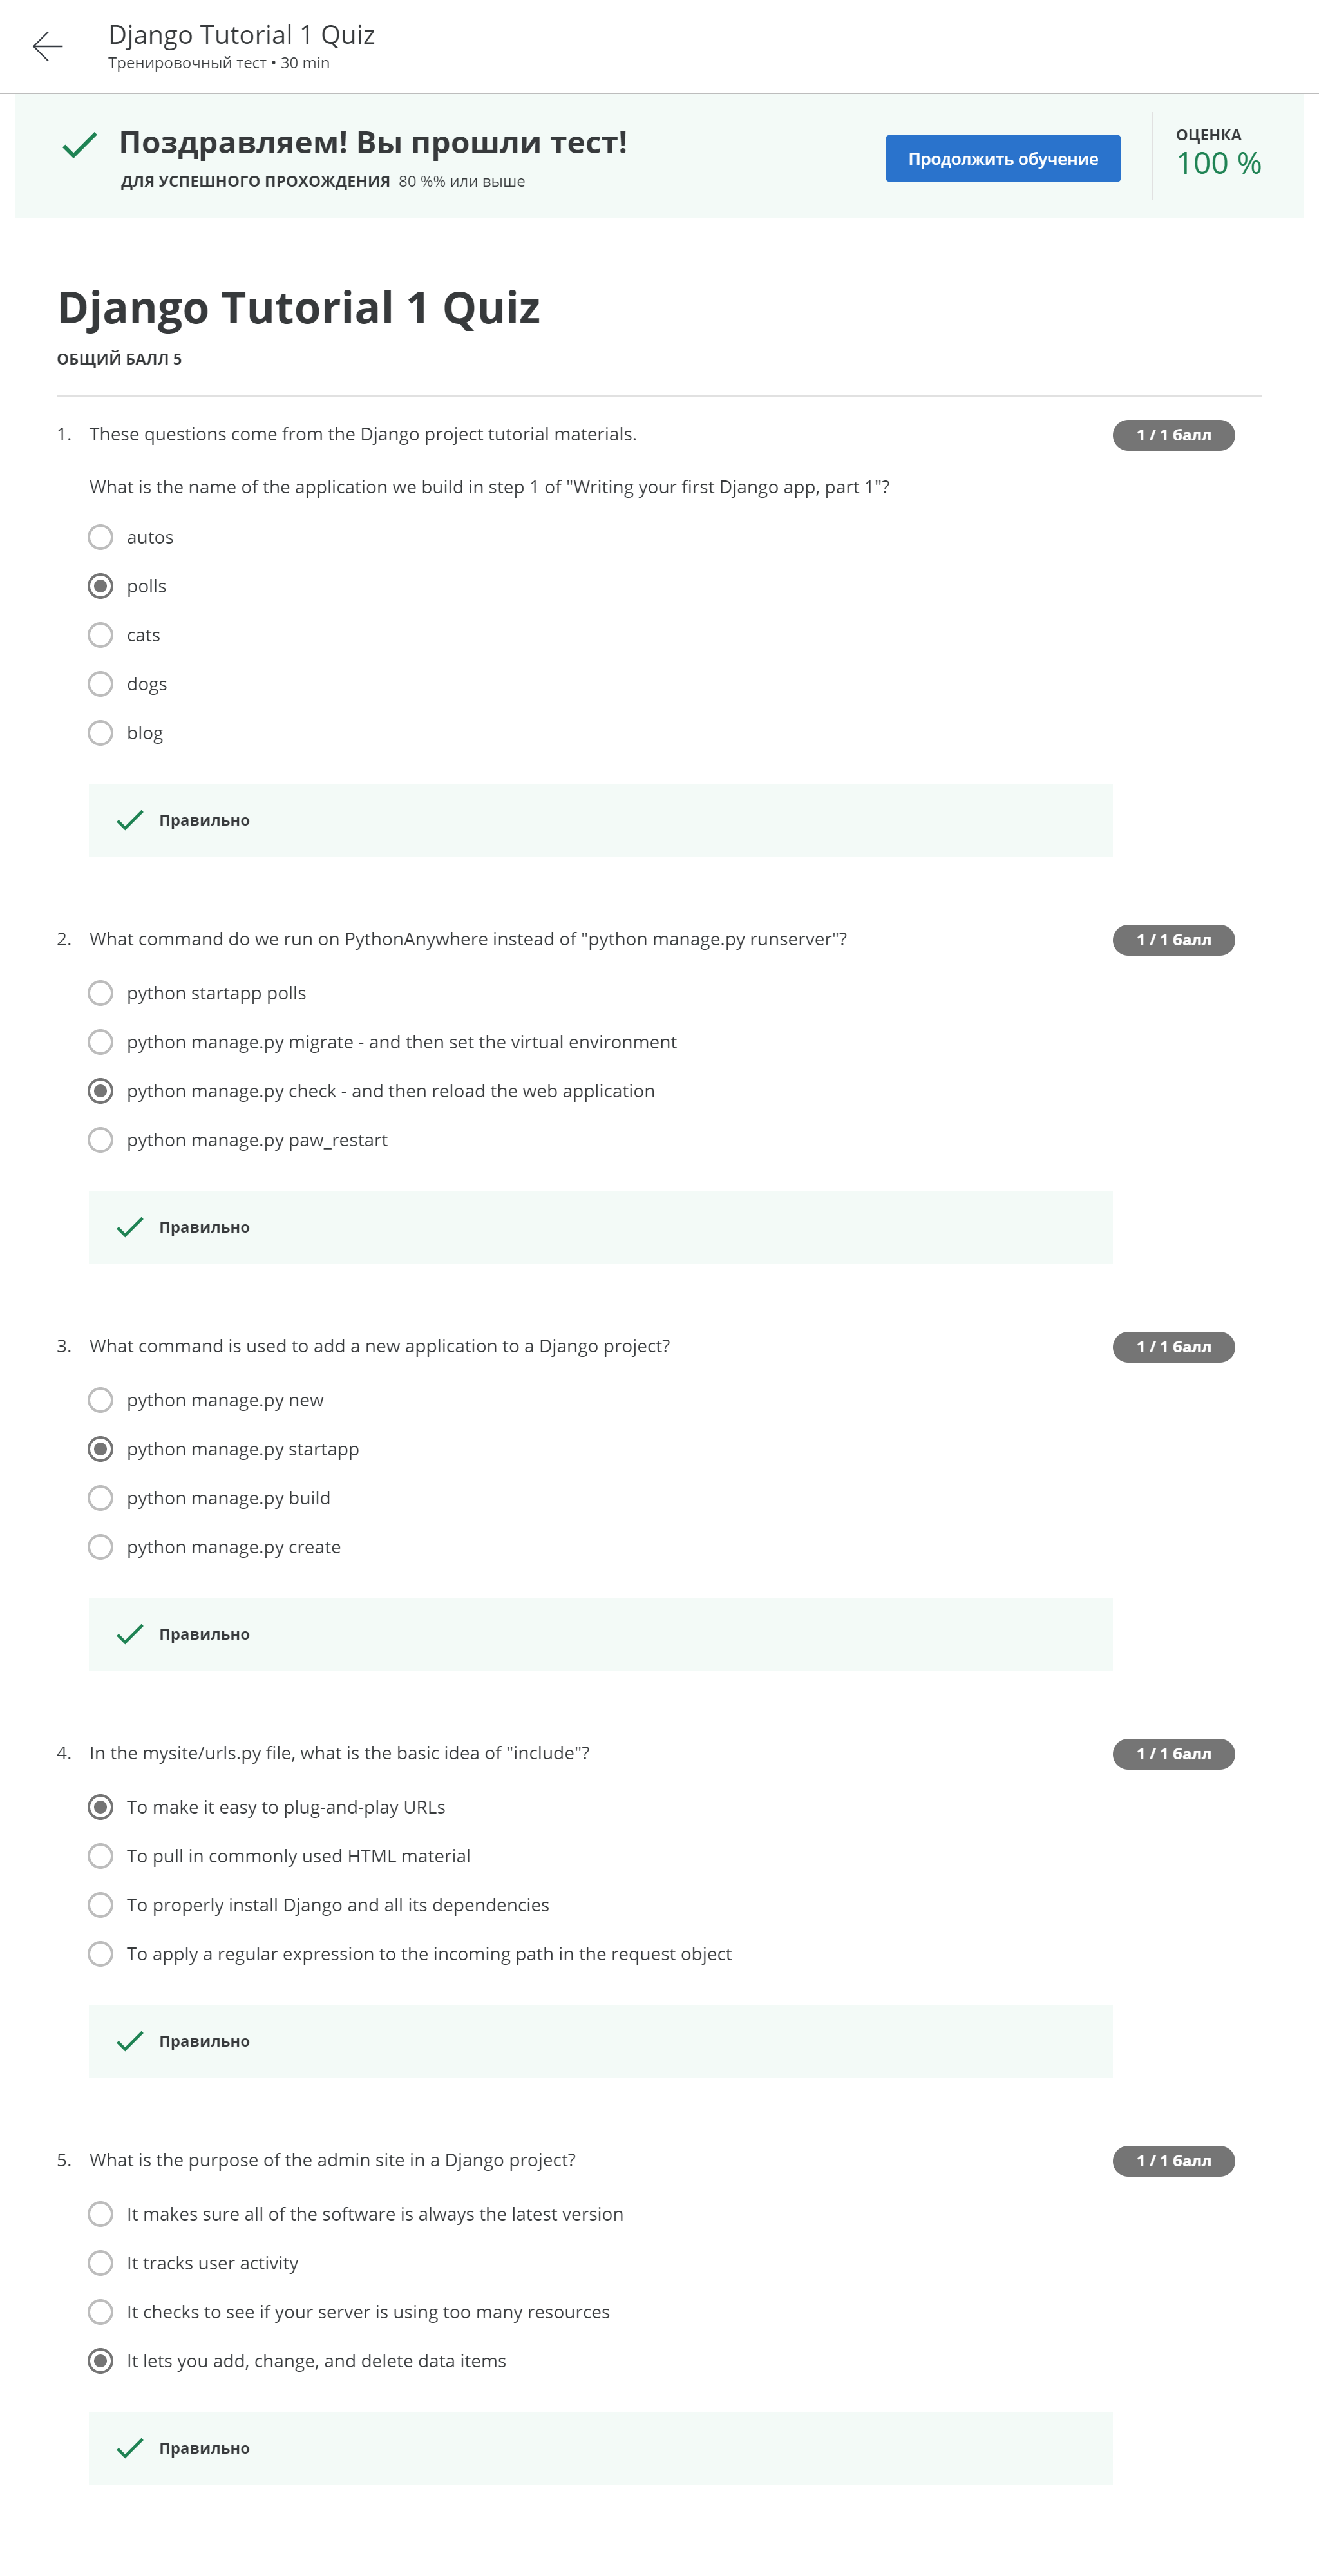 Django Tutorial 1 Quiz
Тренировочный тест • 30 min
Поздравляем! Вы прошли тест!
ДЛЯ УСПЕШНОГО ПРОХОЖДЕНИЯ 80 %% или выше
Продолжить обучение
ОЦЕНКА
100 %
Django Tutorial 1 Quiz
ОБЩИЙ БАЛЛ 5
1. These questions come from the Django project tutorial materials.
1 / 1 балл
What is the name of the application we build in step 1 of "Writing your first Django app, part 1"?
autos
polls
cats
dogs
blog
Правильно
2. What command do we run on PythonAnywhere instead of "python manage.py runserver"?
1 / 1 балл
python startapp polls
python manage.py migrate - and then set the virtual environment
python manage.py check - and then reload the web application
python manage.py paw_restart
Правильно
3. What command is used to add a new application to a Django project?
1 / 1 балл
python manage.py new
python manage.py startapp
python manage.py build
python manage.py create
Правильно
4. In the mysite/urls.py file, what is the basic idea of "include"?
1 / 1 балл
To make it easy to plug-and-play URLs
To pull in commonly used HTML material
To properly install Django and all its dependencies
To apply a regular expression to the incoming path in the request object
Правильно
5. What is the purpose of the admin site in a Django project?
1 / 1 балл
It makes sure all of the software is always the latest version
It tracks user activity
It checks to see if your server is using too many resources
It lets you add, change, and delete data items
Правильно